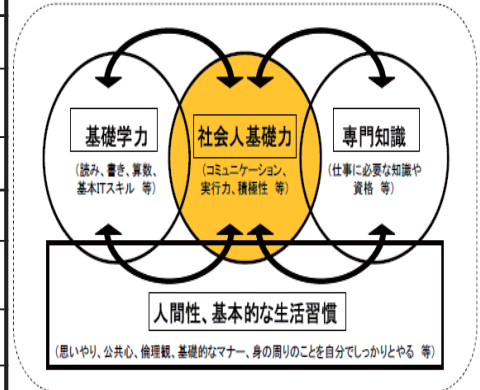 基礎学力
(読み、書き、算数、
基本ITスキル 等)
社会人基礎力
(コミュニケーション、
実行力、積極性 等)
専門知識
(仕事に必要な知識や
資格 等)
人間性、基本的な生活習慣
(思いやり、公共心、倫理観、基礎的なマナー、身の周りのことを自分でしっかりとやる 等)